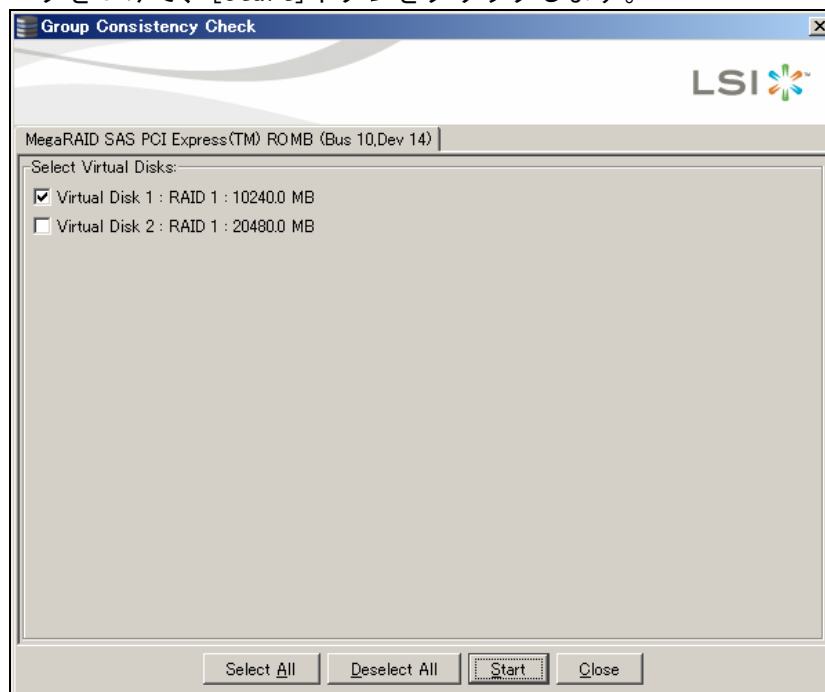 Group Consistency Check
LSI
MegaRAID SAS PCI Express(TM) ROMB (Bus 10,Dev 14)
Select Virtual Disks:
Virtual Disk 1 : RAID 1 : 10240.0 MB
Virtual Disk 2 : RAID 1 : 20480.0 MB
Select All Deselect All Start Close